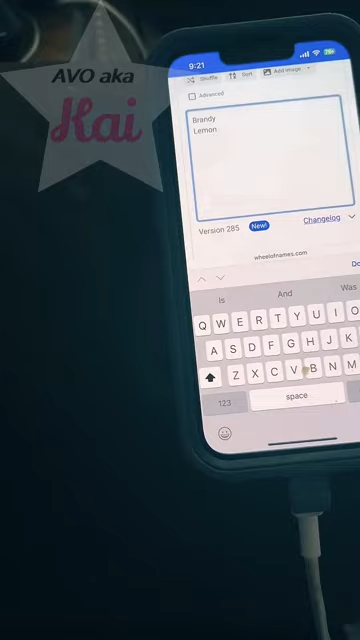 AVO aka
Kai
9:21
Shuffle
Sort
Add image
Advanced
Brandy
Lemon
Version 285
New!
Changelog
wheelofnames.com
Is
And
Was
Q W E R T Y U I O
A S D F G H J K
Z X C V B N M
123
space